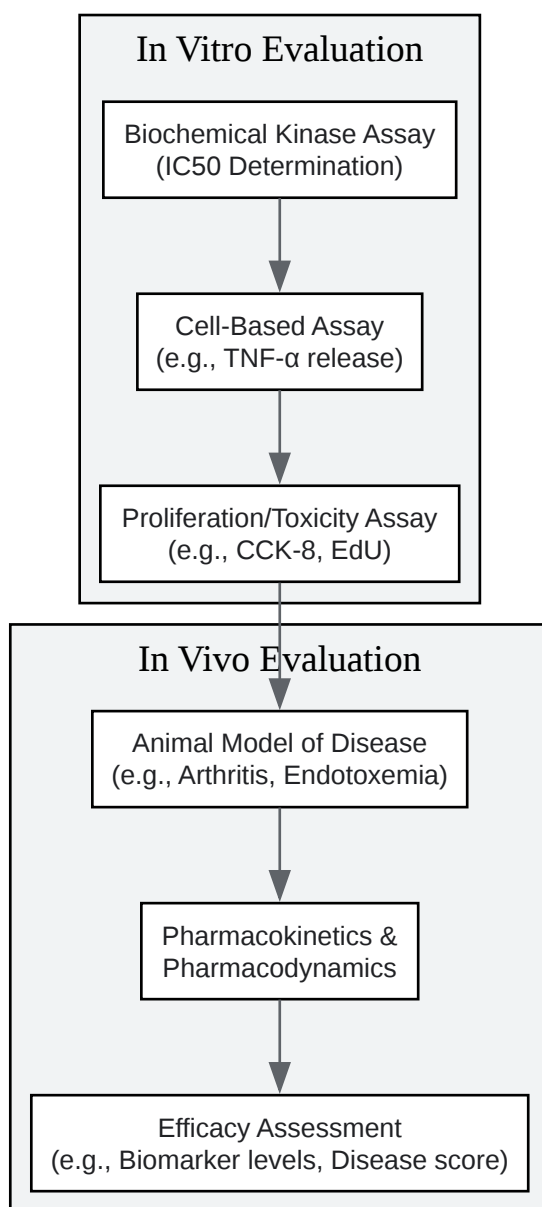 In Vitro Evaluation
Biochemical Kinase Assay
(IC50 Determination)
Cell-Based Assay
(e.g., TNF-α release)
Proliferation/Toxicity Assay
(e.g., CCK-8, EdU)
In Vivo Evaluation
Animal Model of Disease
(e.g., Arthritis, Endotoxemia)
Pharmacokinetics &
Pharmacodynamics
Efficacy Assessment
(e.g., Biomarker levels, Disease score)